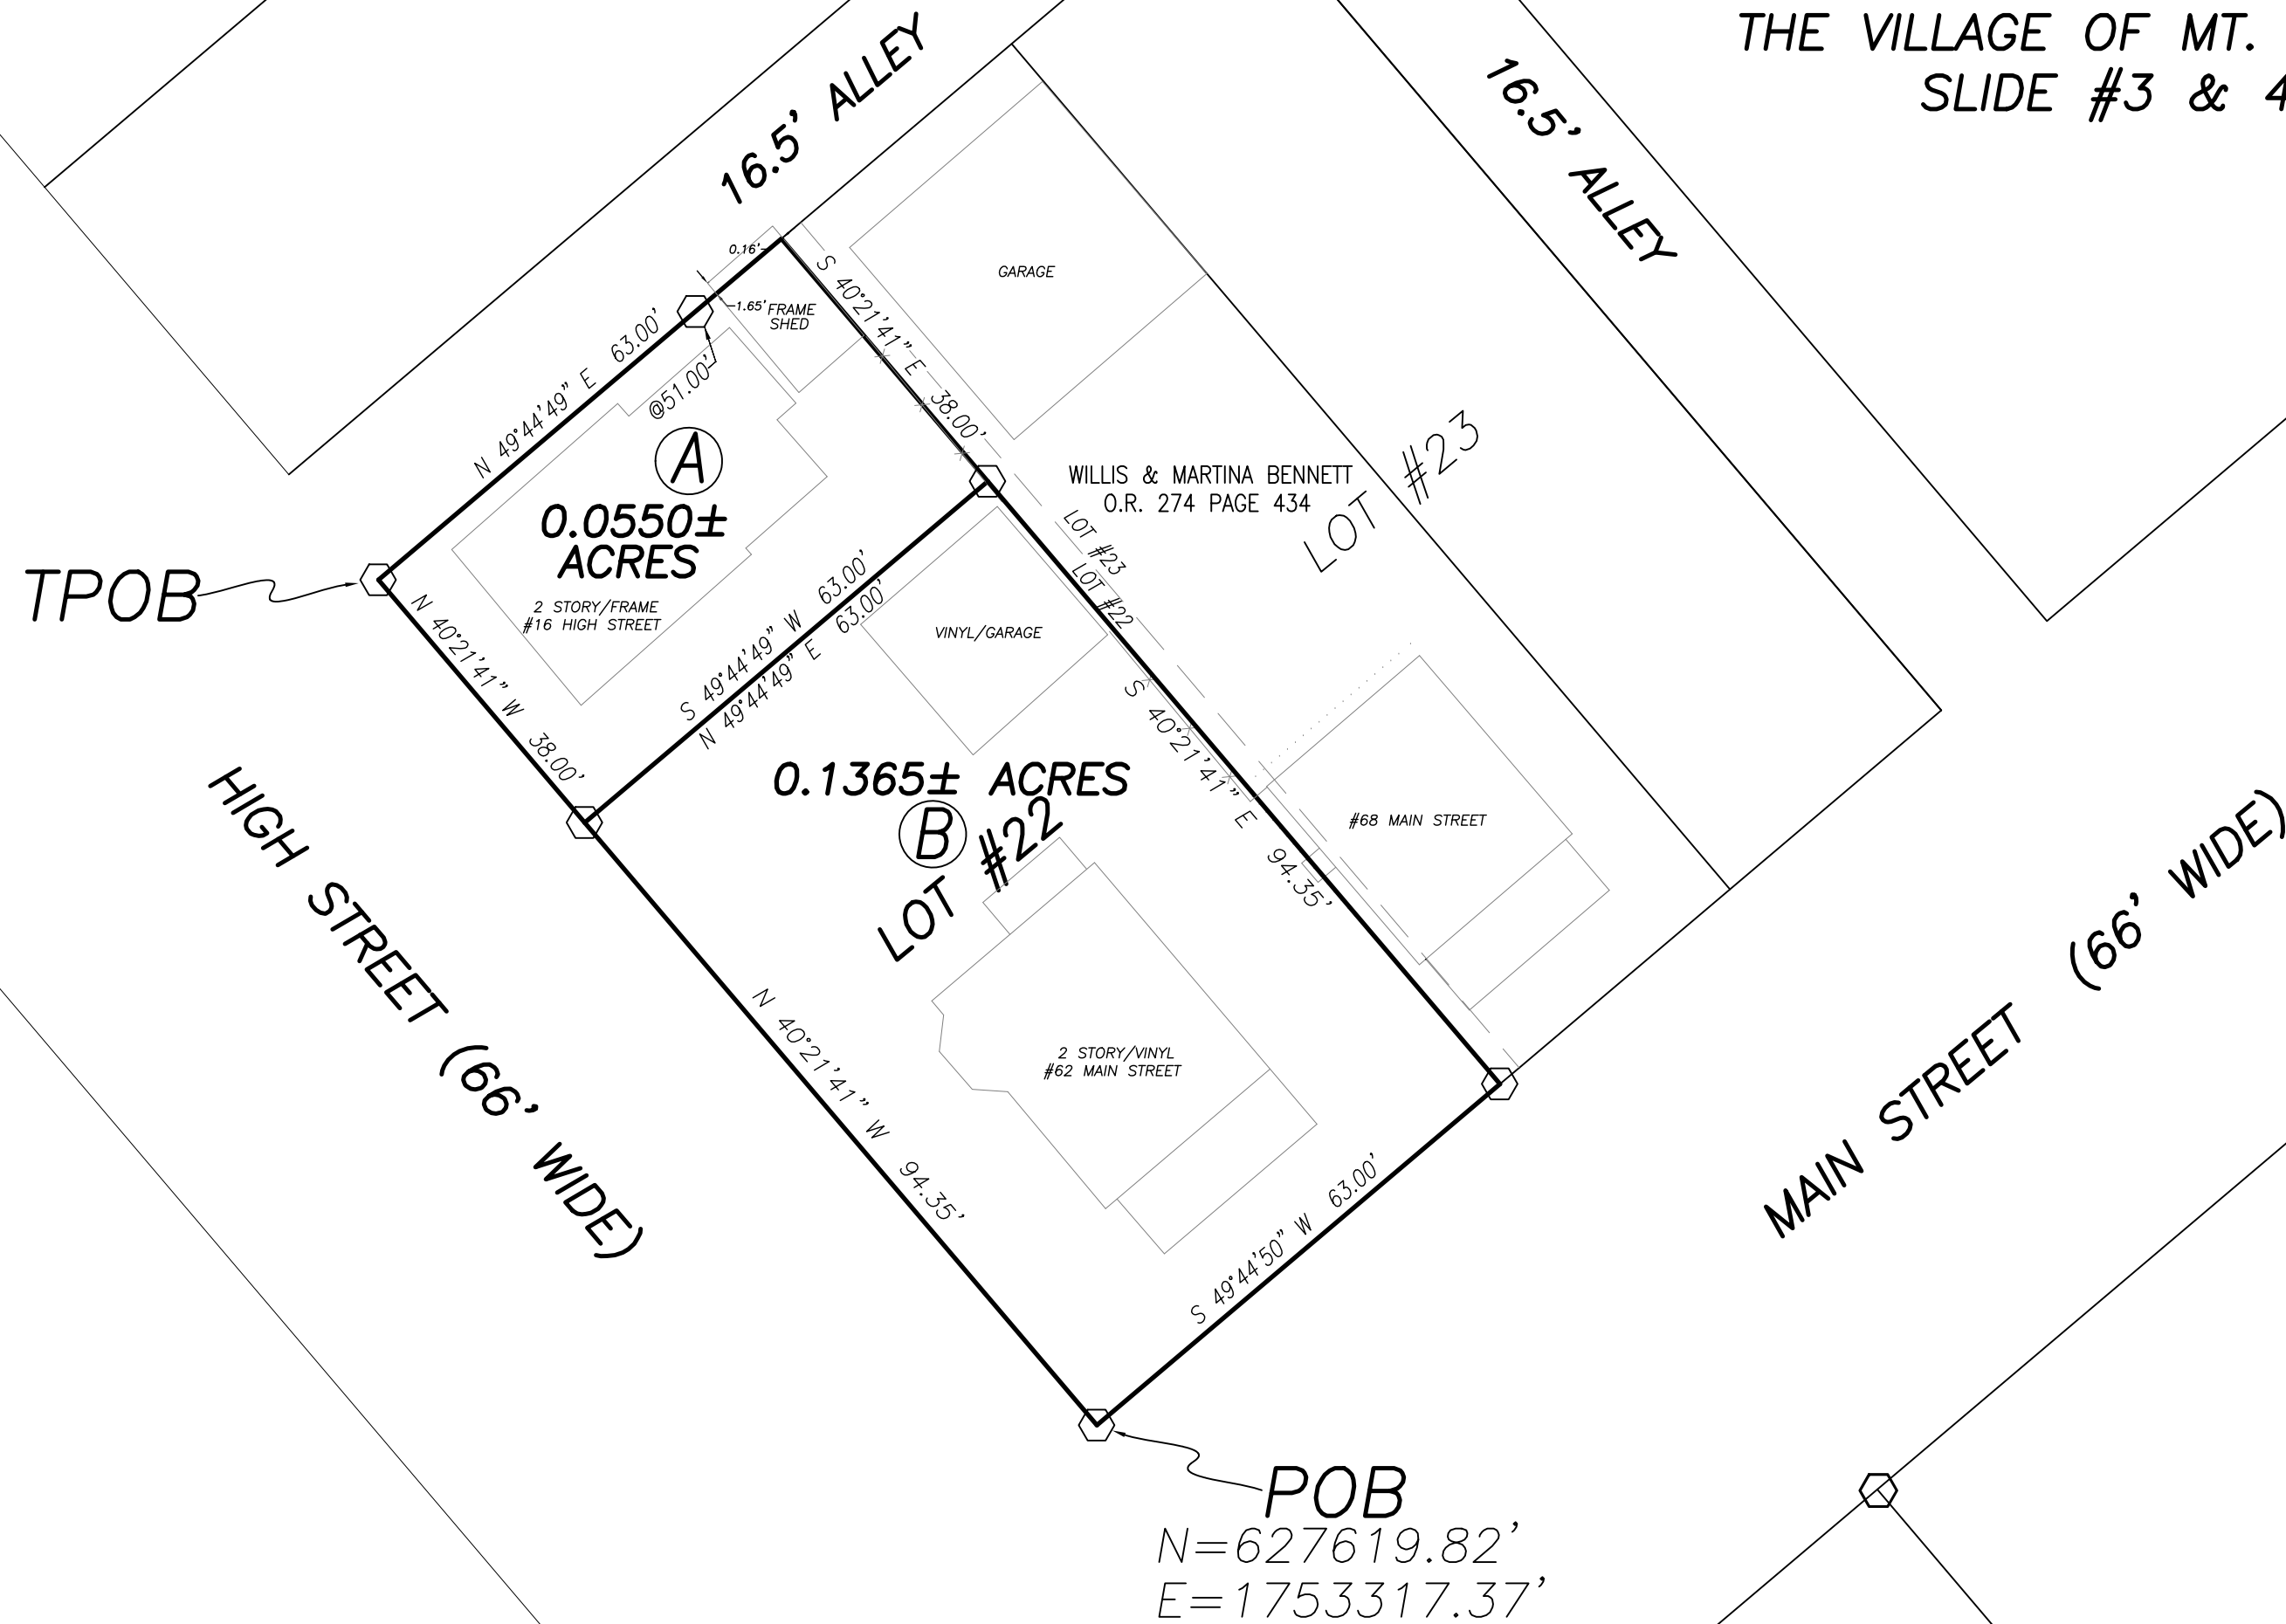 THE VILLAGE OF MT.
SLIDE #3 & 4
16.5' ALLEY
16.5' ALLEY
0.16'
1.65'
FRAME
SHED
GARAGE
S 40°21'41" E 38.00'
N 49°44'49" E 63.00'
@51.00'
A
0.0550±
ACRES
2 STORY/FRAME
#16 HIGH STREET
WILLIS & MARTINA BENNETT
O.R. 274 PAGE 434
LOT #23
LOT #23
LOT #22
TPOB
N 40°21'41" W 38.00'
S 49°44'49" W 63.00'
N 49°44'49" E 63.00'
VINYL/GARAGE
S 40°21'41" E 94.35'
0.1365± ACRES
B
LOT #22
#68 MAIN STREET
HIGH STREET (66' WIDE)
MAIN STREET (66' WIDE)
N 40°21'41" W 94.35'
2 STORY/VINYL
#62 MAIN STREET
S 49°44'50" W 63.00'
POB
N=627619.82'
E=1753317.37'